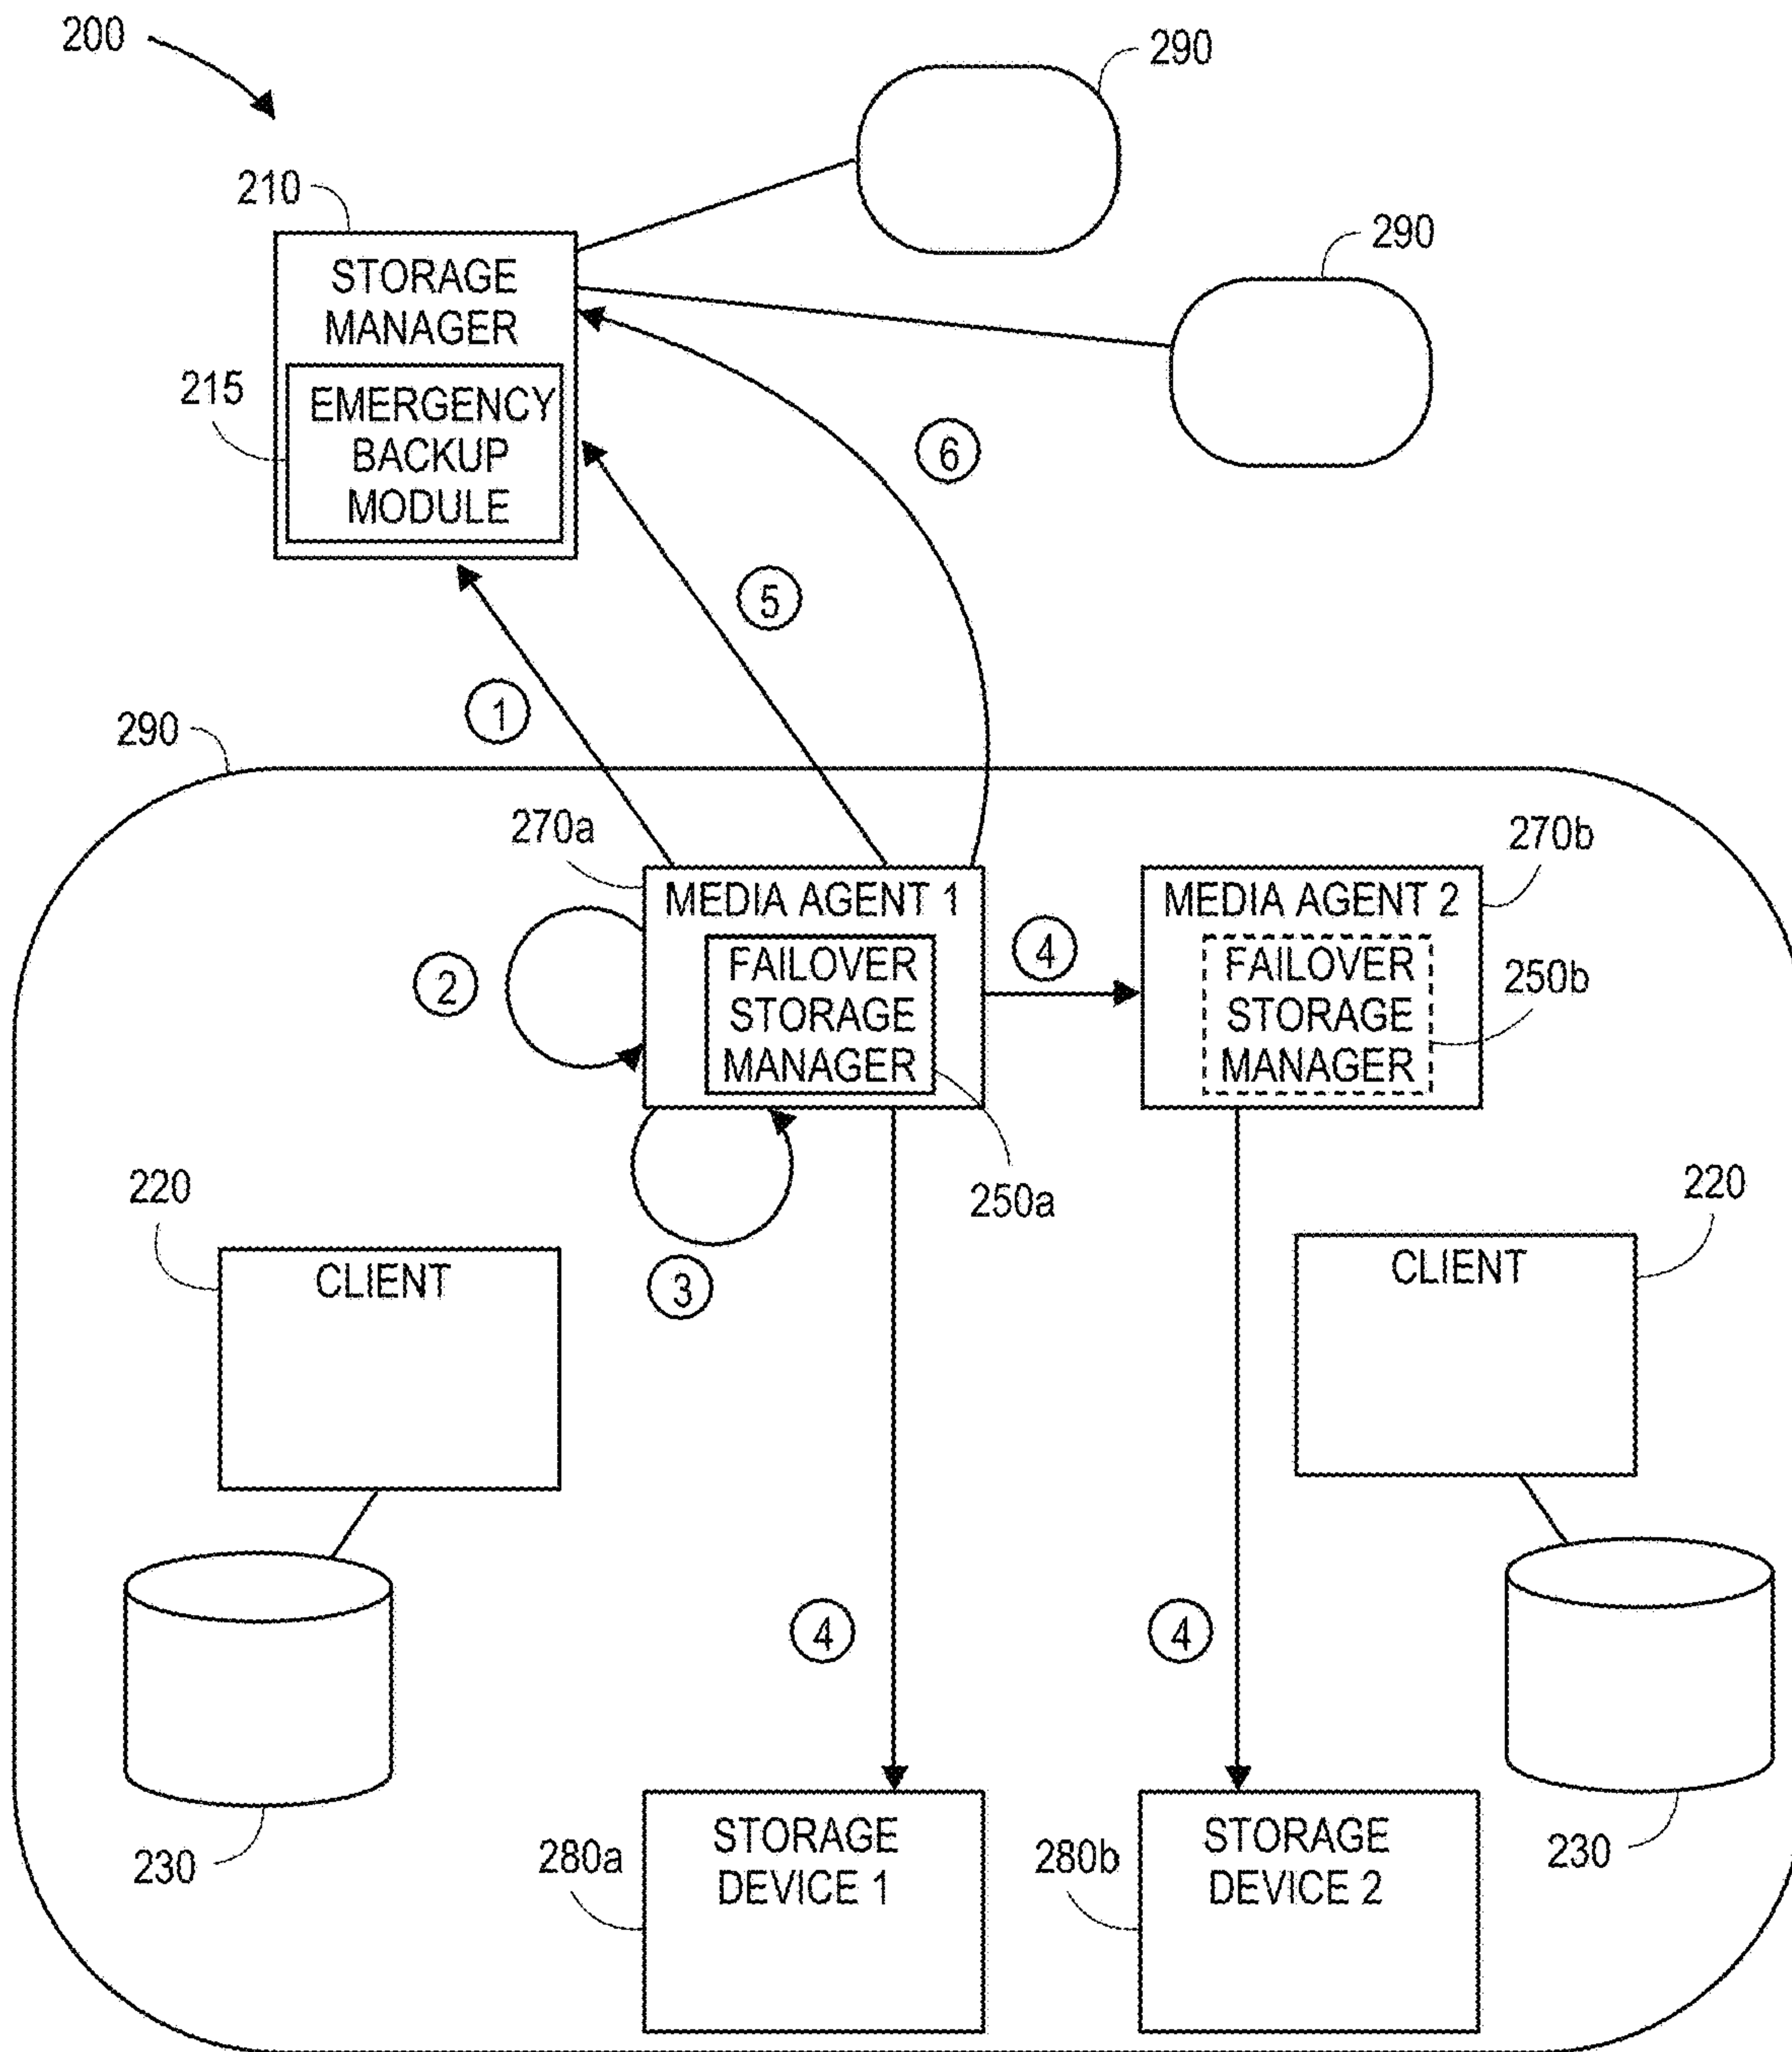 200
290
210
290
STORAGE
MANAGER
215
EMERGENCY
BACKUP
MODULE
6
5
1
290
270a
270b
MEDIA AGENT 1
MEDIA AGENT 2
4
FAILOVER
STORAGE
MANAGER
FAILOVER
STORAGE
MANAGER
250b
2
250a
220
220
CLIENT
CLIENT
3
4
4
STORAGE
DEVICE 1
STORAGE
DEVICE 2
230
280a
280b
230